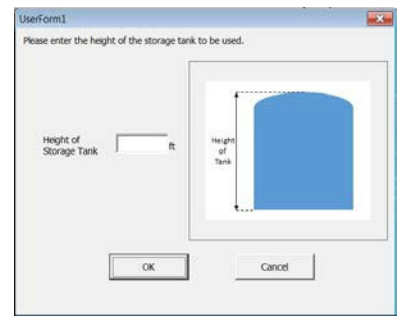 UserForm1
Please enter the height of the storage tank to be used.
Height of
Storage Tank
ft
Height
of
Tank
OK
Cancel